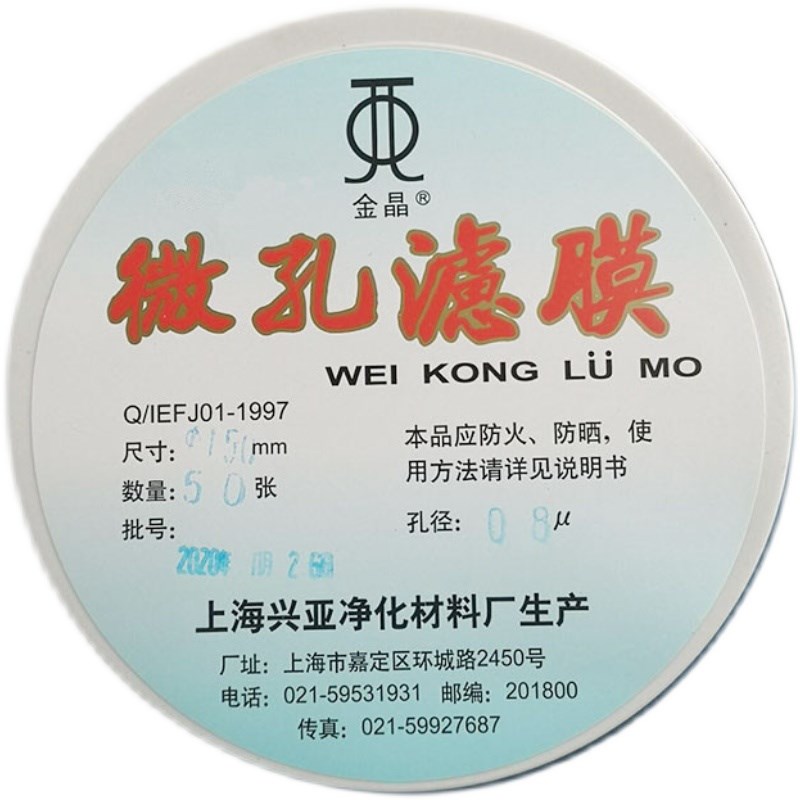 金晶®
微孔滤膜
WEI KONG LÜ MO
Q/IEFJ01-1997
尺寸: φ150mm
数量: 50张
批号:
本品应防火、防晒，使
用方法请详见说明书
孔径: 0 8μ
上海兴亚净化材料厂生产
厂址: 上海市嘉定区环城路2450号
电话: 021-59531931 邮编: 201800
传真: 021-59927687